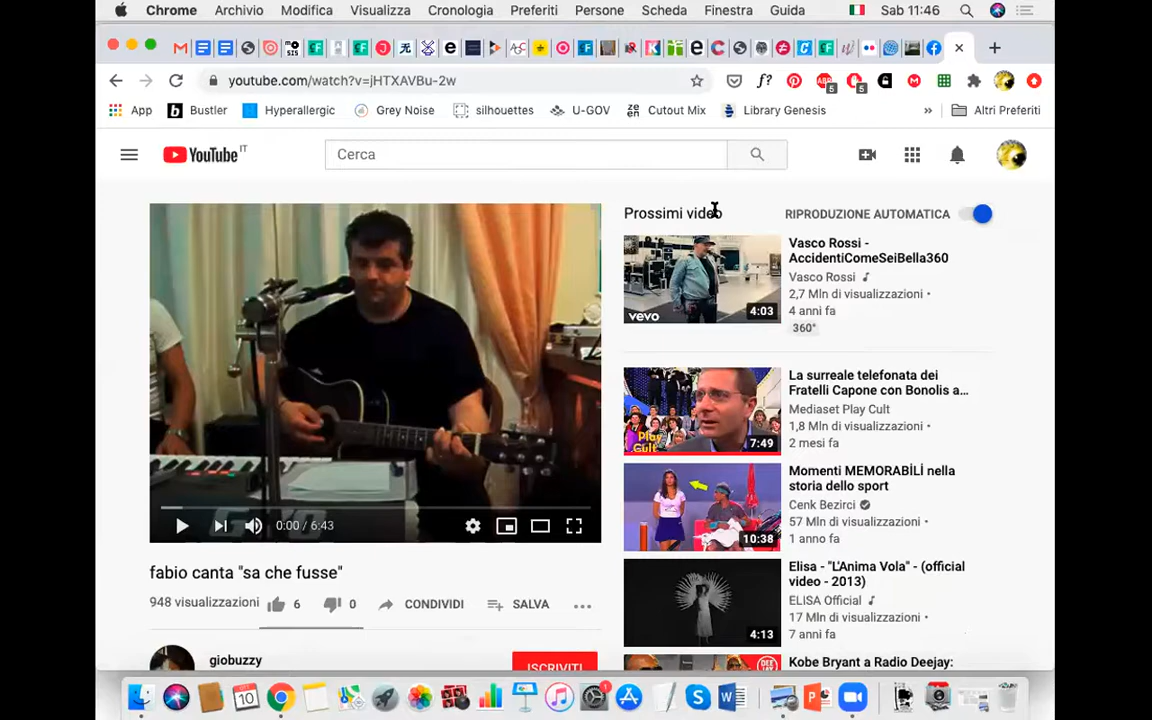 Chrome Archivio Modifica Visualizza Cronologia Preferiti Persone Scheda Finestra Guida Sab 11:46
youtube.com/watch?v=jHTXAVBu-2w
App Bustler Hyperallergic Grey Noise silhouettes U-GOV Cutout Mix Library Genesis » Altri Preferiti
YouTube IT
Cerca
Prossimi video RIPRODUZIONE AUTOMATICA
Vasco Rossi -
AccidentiComeSeiBella360
Vasco Rossi
2,7 Mln di visualizzazioni •
4 anni fa
360°
vevo 4:03
La surreale telefonata dei
Fratelli Capone con Bonolis a...
Mediaset Play Cult
1,8 Mln di visualizzazioni •
2 mesi fa
Play
Cult
7:49
Momenti MEMORABİLİ nella
storia dello sport
Cenk Bezirci
57 Mln di visualizzazioni •
1 anno fa
10:38
Elisa - "L'Anima Vola" - (official
video - 2013)
ELISA Official
17 Mln di visualizzazioni •
7 anni fa
4:13
Kobe Bryant a Radio Deejay:
0:00 / 6:43
fabio canta "sa che fusse"
948 visualizzazioni 6 0 CONDIVIDI SALVA
giobuzzy
ISCRIVITI